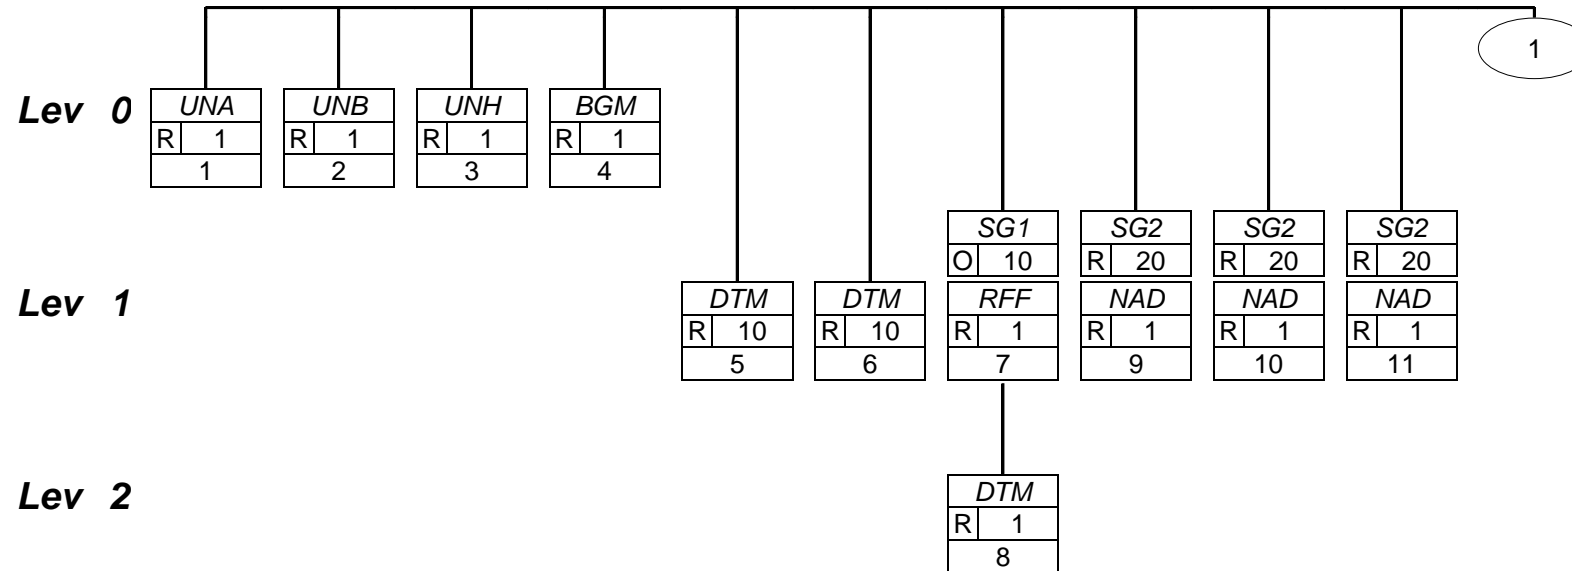 1
Lev 0
UNA UNB UNH BGM
R 1 R 1 R 1 R 1
1 2 3 4
SG1 SG2 SG2 SG2
O 10 R 20 R 20 R 20
Lev 1
DTM DTM RFF NAD NAD NAD
R 10 R 10 R 1 R 1 R 1 R 1
5 6 7 9 10 11
Lev 2
DTM
R 1
8